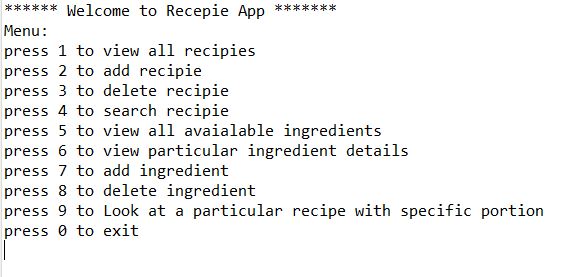 ****** Welcome to Recepie App *******
Menu:
press 1 to view all recipies
press 2 to add recipie
press 3 to delete recipie
press 4 to search recipie
press 5 to view all avaialable ingredients
press 6 to view particular ingredient details
press 7 to add ingredient
press 8 to delete ingredient
press 9 to Look at a particular recipe with specific portion
press 0 to exit